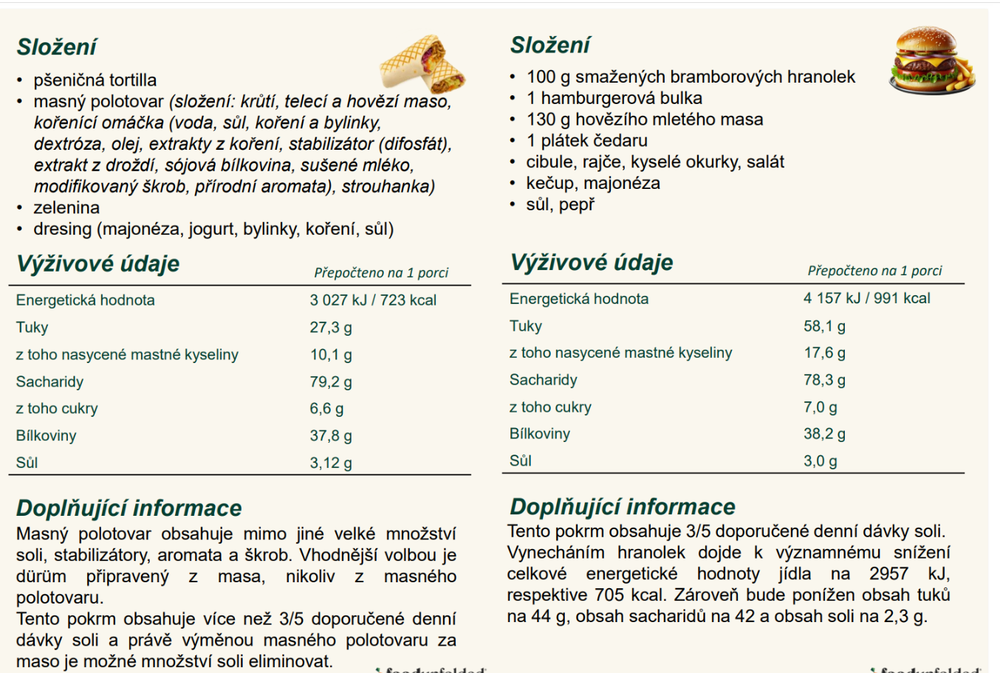 Složení
• pšeničná tortilla
• masný polotovar (složení: krůtí, telecí a hovězí maso,
kořenící omáčka (voda, sůl, koření a bylinky,
dextróza, olej, extrakty z koření, stabilizátor (difosfát),
extrakt z droždí, sójová bílkovina, sušené mléko,
modifikovaný škrob, přírodní aromata), strouhanka)
• zelenina
• dresing (majonéza, jogurt, bylinky, koření, sůl)
Výživové údaje
Přepočteno na 1 porci
Energetická hodnota 3 027 kJ / 723 kcal
Tuky 27,3 g
z toho nasycené mastné kyseliny 10,1 g
Sacharidy 79,2 g
z toho cukry 6,6 g
Bílkoviny 37,8 g
Sůl 3,12 g
Doplňující informace
Masný polotovar obsahuje mimo jiné velké množství
soli, stabilizátory, aromata a škrob. Vhodnější volbou je
dürüm připravený z masa, nikoliv z masného
polotovaru.
Tento pokrm obsahuje více než 3/5 doporučené denní
dávky soli a právě výměnou masného polotovaru za
maso je možné množství soli eliminovat.
foodunfolded
Složení
• 100 g smažených bramborových hranolek
• 1 hamburgerová bulka
• 130 g hovězího mletého masa
• 1 plátek čedaru
• cibule, rajče, kyselé okurky, salát
• kečup, majonéza
• sůl, pepř
Výživové údaje
Přepočteno na 1 porci
Energetická hodnota 4 157 kJ / 991 kcal
Tuky 58,1 g
z toho nasycené mastné kyseliny 17,6 g
Sacharidy 78,3 g
z toho cukry 7,0 g
Bílkoviny 38,2 g
Sůl 3,0 g
Doplňující informace
Tento pokrm obsahuje 3/5 doporučené denní dávky soli.
Vynecháním hranolek dojde k významnému snížení
celkové energetické hodnoty jídla na 2957 kJ,
respektive 705 kcal. Zároveň bude ponížen obsah tuků
na 44 g, obsah sacharidů na 42 a obsah soli na 2,3 g.
foodunfolded